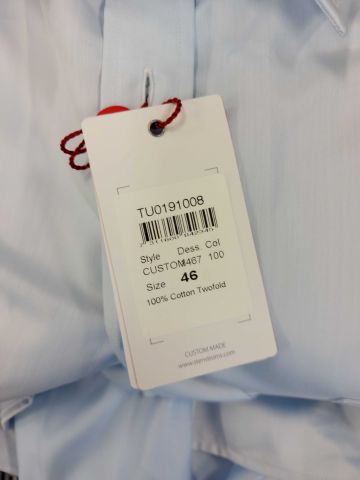 TU0191008
Style Dess. Col
CUSTOM 467 100
Size 46
100% Cotton Twofold
CUSTOM MADE